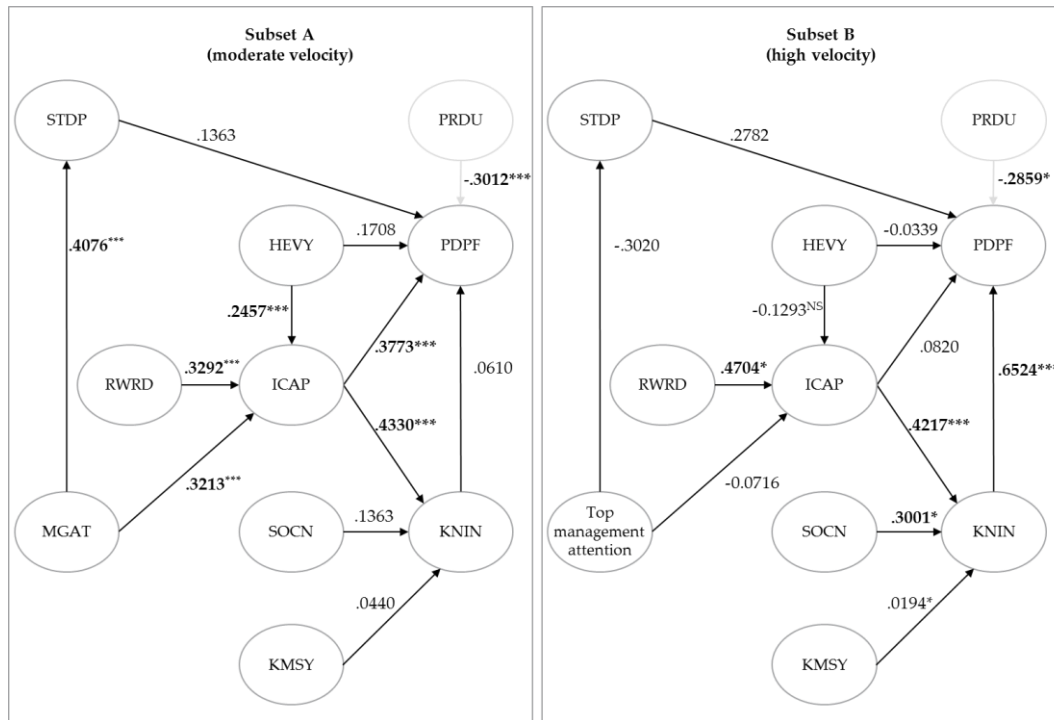 Subset A
(moderate velocity)
STDP
PRDU
.1363
-.3012***
.4076***
HEVY
.1708
PDPF
.2457***
.3773***
RWRD
.3292***
ICAP
.0610
.4330***
.3213***
MGAT
SOCN
.1363
KNIN
.0440
KMSY
Subset B
(high velocity)
STDP
PRDU
.2782
-.2859*
-.3020
HEVY
-0.0339
PDPF
-0.1293NS
.0820
RWRD
.4704*
ICAP
.6524***
.4217***
-0.0716
Top
management
attention
SOCN
.3001*
KNIN
.0194*
KMSY